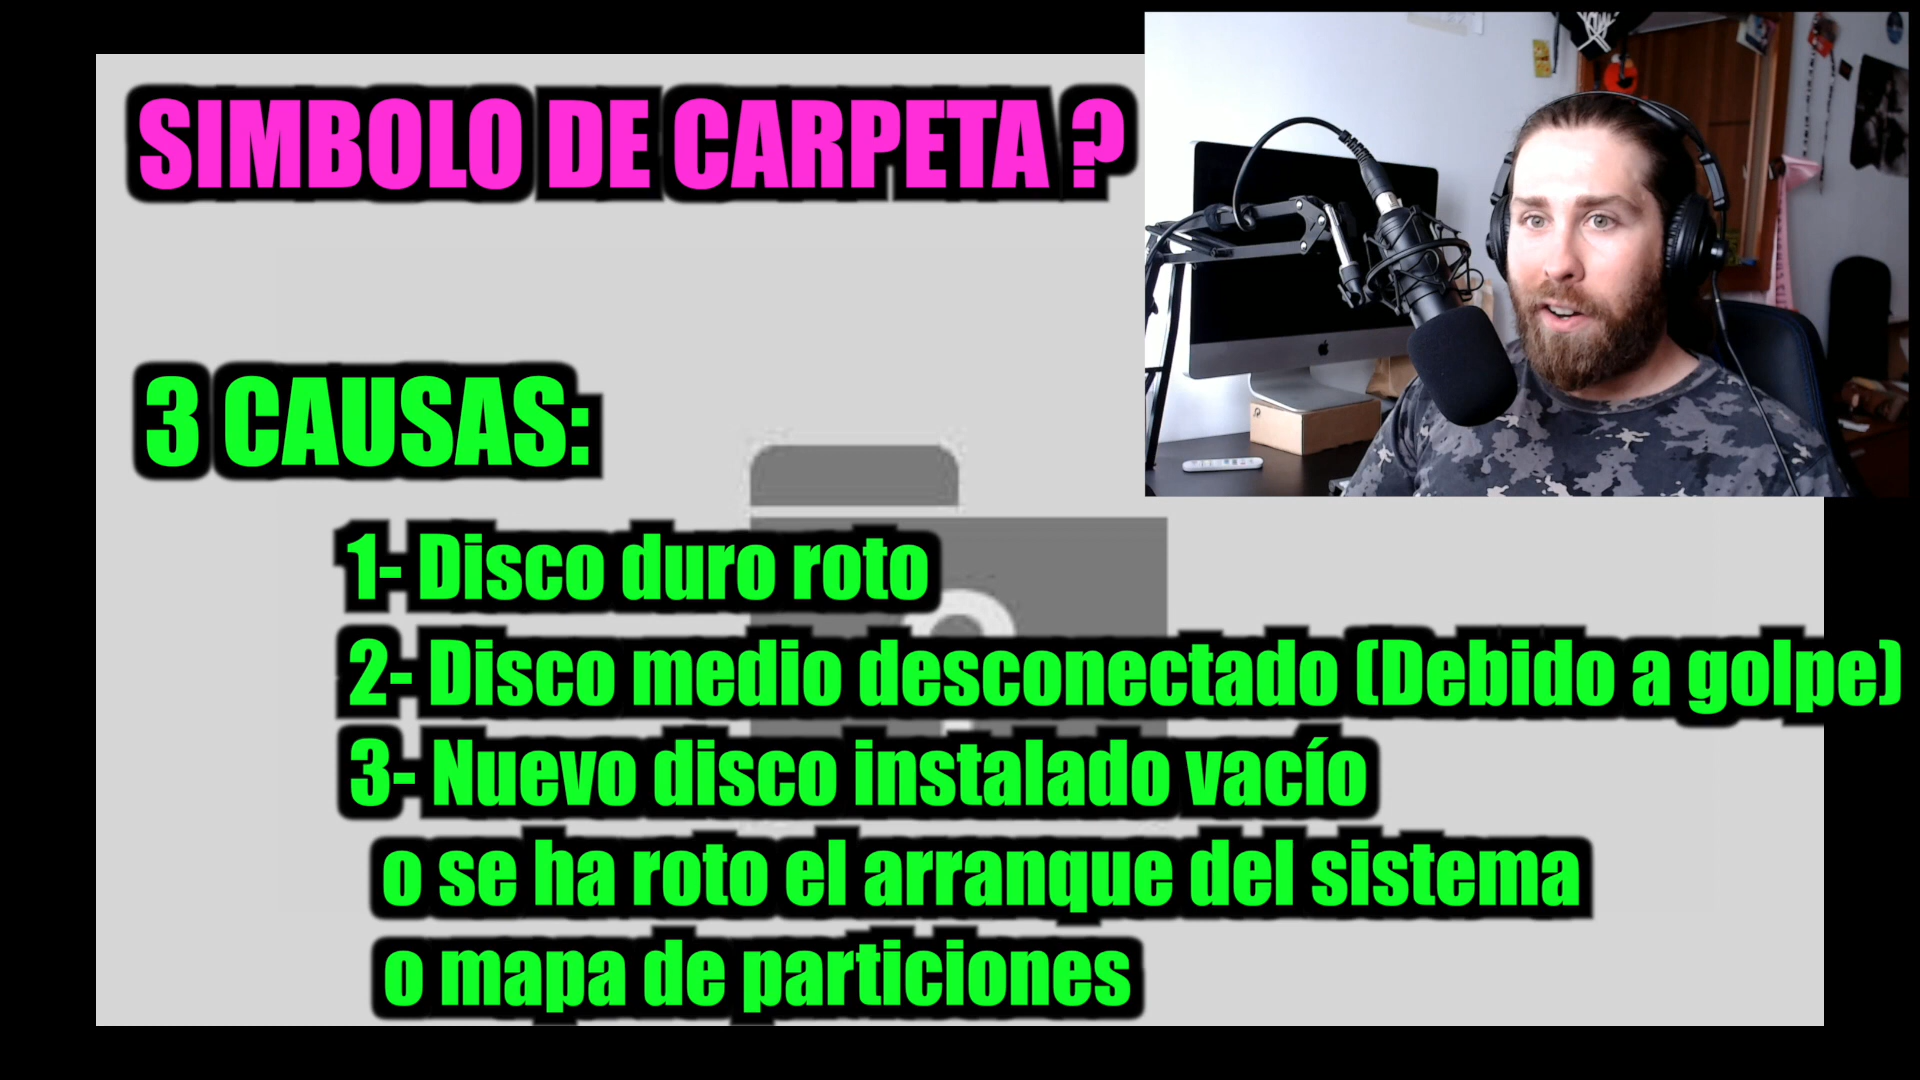 SIMBOLO DE CARPETA ?
3 CAUSAS:
1- Disco duro roto
2- Disco medio desconectado (Debido a golpe)
3- Nuevo disco instalado vacío
o se ha roto el arranque del sistema
o mapa de particiones